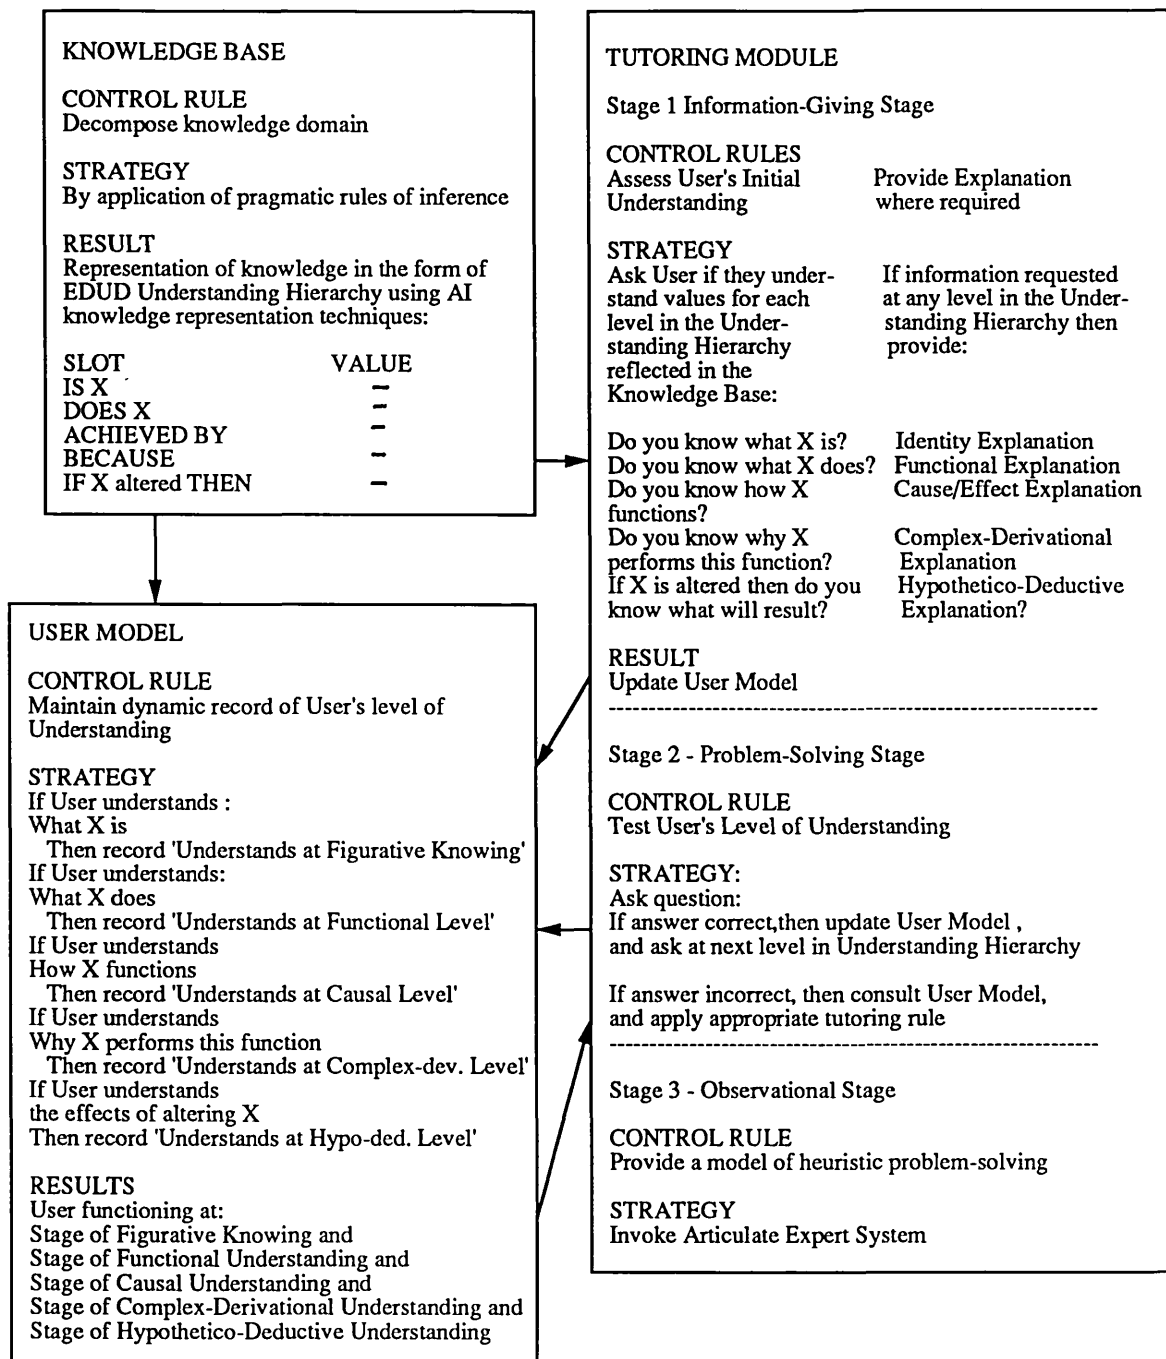 KNOWLEDGE BASE
CONTROL RULE
Decompose knowledge domain
STRATEGY
By application of pragmatic rules of inference
RESULT
Representation of knowledge in the form of
EDUD Understanding Hierarchy using AI
knowledge representation techniques:
SLOT VALUE
IS X –
DOES X –
ACHIEVED BY –
BECAUSE –
IF X altered THEN –
TUTORING MODULE
Stage 1 Information-Giving Stage
CONTROL RULES
Assess User's Initial Provide Explanation
Understanding where required
STRATEGY
Ask User if they under- If information requested
stand values for each at any level in the Under-
level in the Under- standing Hierarchy then
standing Hierarchy provide:
reflected in the
Knowledge Base:
Do you know what X is? Identity Explanation
Do you know what X does? Functional Explanation
Do you know how X Cause/Effect Explanation
functions?
Do you know why X Complex-Derivational
performs this function? Explanation
If X is altered then do you Hypothetico-Deductive
know what will result? Explanation?
RESULT
Update User Model
--------------------------------------------------------------
Stage 2 - Problem-Solving Stage
CONTROL RULE
Test User's Level of Understanding
STRATEGY:
Ask question:
If answer correct,then update User Model ,
and ask at next level in Understanding Hierarchy
If answer incorrect, then consult User Model,
and apply appropriate tutoring rule
--------------------------------------------------------------
Stage 3 - Observational Stage
CONTROL RULE
Provide a model of heuristic problem-solving
STRATEGY
Invoke Articulate Expert System
USER MODEL
CONTROL RULE
Maintain dynamic record of User's level of
Understanding
STRATEGY
If User understands :
What X is
Then record 'Understands at Figurative Knowing'
If User understands:
What X does
Then record 'Understands at Functional Level'
If User understands
How X functions
Then record 'Understands at Causal Level'
If User understands
Why X performs this function
Then record 'Understands at Complex-dev. Level'
If User understands
the effects of altering X
Then record 'Understands at Hypo-ded. Level'
RESULTS
User functioning at:
Stage of Figurative Knowing and
Stage of Functional Understanding and
Stage of Causal Understanding and
Stage of Complex-Derivational Understanding and
Stage of Hypothetico-Deductive Understanding